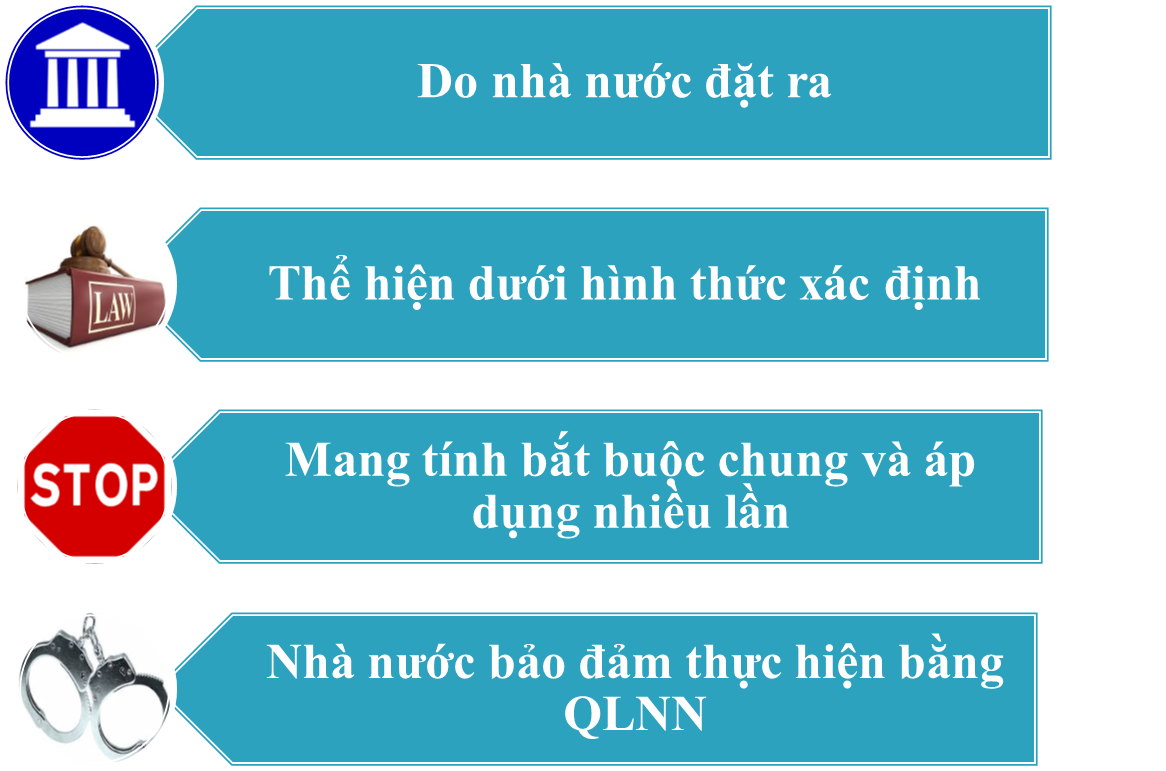 Do nhà nước đặt ra
LAW
Thể hiện dưới hình thức xác định
STOP
Mang tính bắt buộc chung và áp
dụng nhiều lần
Nhà nước bảo đảm thực hiện bằng
QLNN